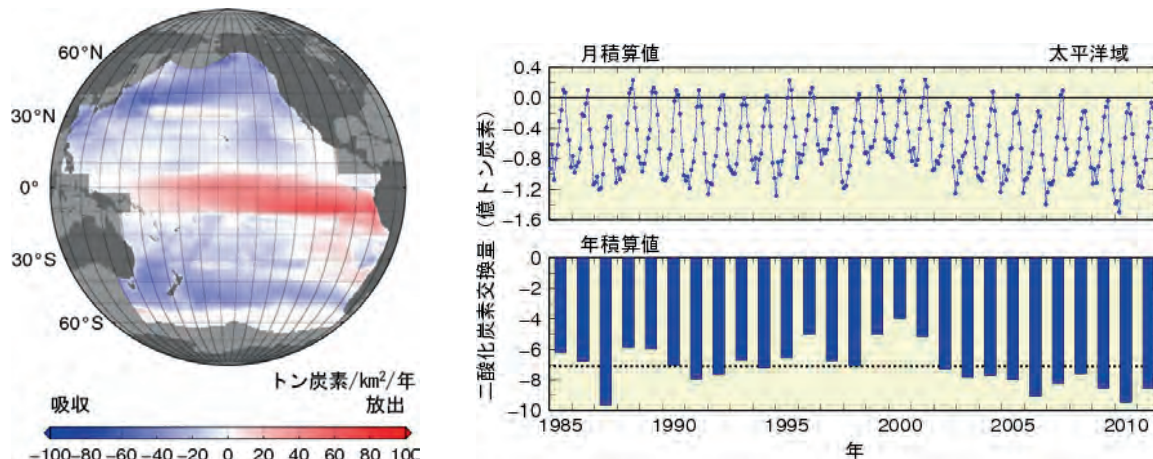 60°N
30°N
0°
30°S
60°S
トン炭素/km²/年
吸収 放出
-100-80 -60 -40 -20 0 20 40 60 80 100
月積算値 太平洋域
0.4
0.0
-0.4
-0.8
-1.2
-1.6
年積算値
0
-2
-4
-6
-8
-10
二酸化炭素交換量 (億トン炭素)
1985 1990 1995 2000 2005 2010
年